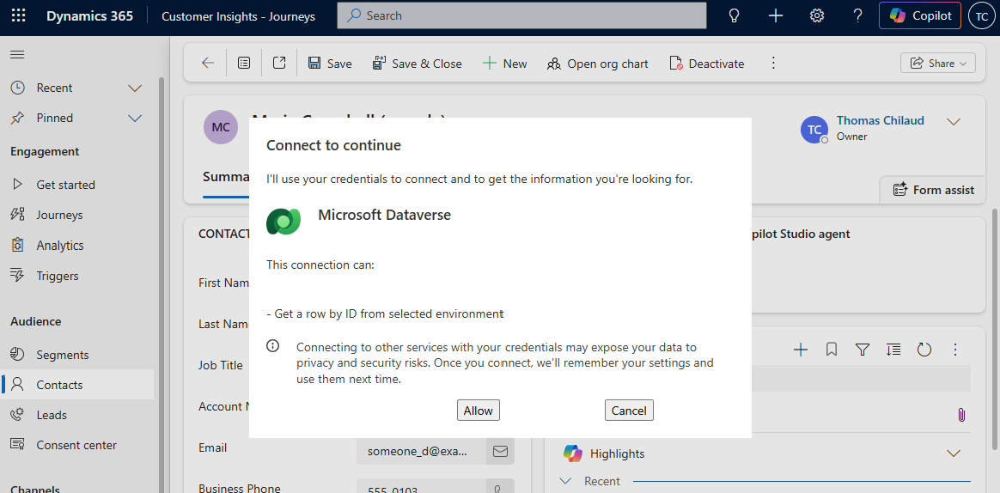 Dynamics 365
Customer Insights - Journeys
Search
Copilot
TC
Save
Save & Close
New
Open org chart
Deactivate
Share
Recent
Pinned
Engagement
Get started
Journeys
Analytics
Triggers
Audience
Segments
Contacts
Leads
Consent center
Channels
MC
TC
Thomas Chilaud
Owner
Summa
Form assist
CONTACT
pilot Studio agent
First Nam
Last Nam
Job Title
Account N
Email
someone_d@exa...
Business Phone
555-0103
Highlights
Recent
Connect to continue
I'll use your credentials to connect and to get the information you're looking for.
Microsoft Dataverse
This connection can:
- Get a row by ID from selected environment
Connecting to other services with your credentials may expose your data to
privacy and security risks. Once you connect, we'll remember your settings and
use them next time.
Allow
Cancel